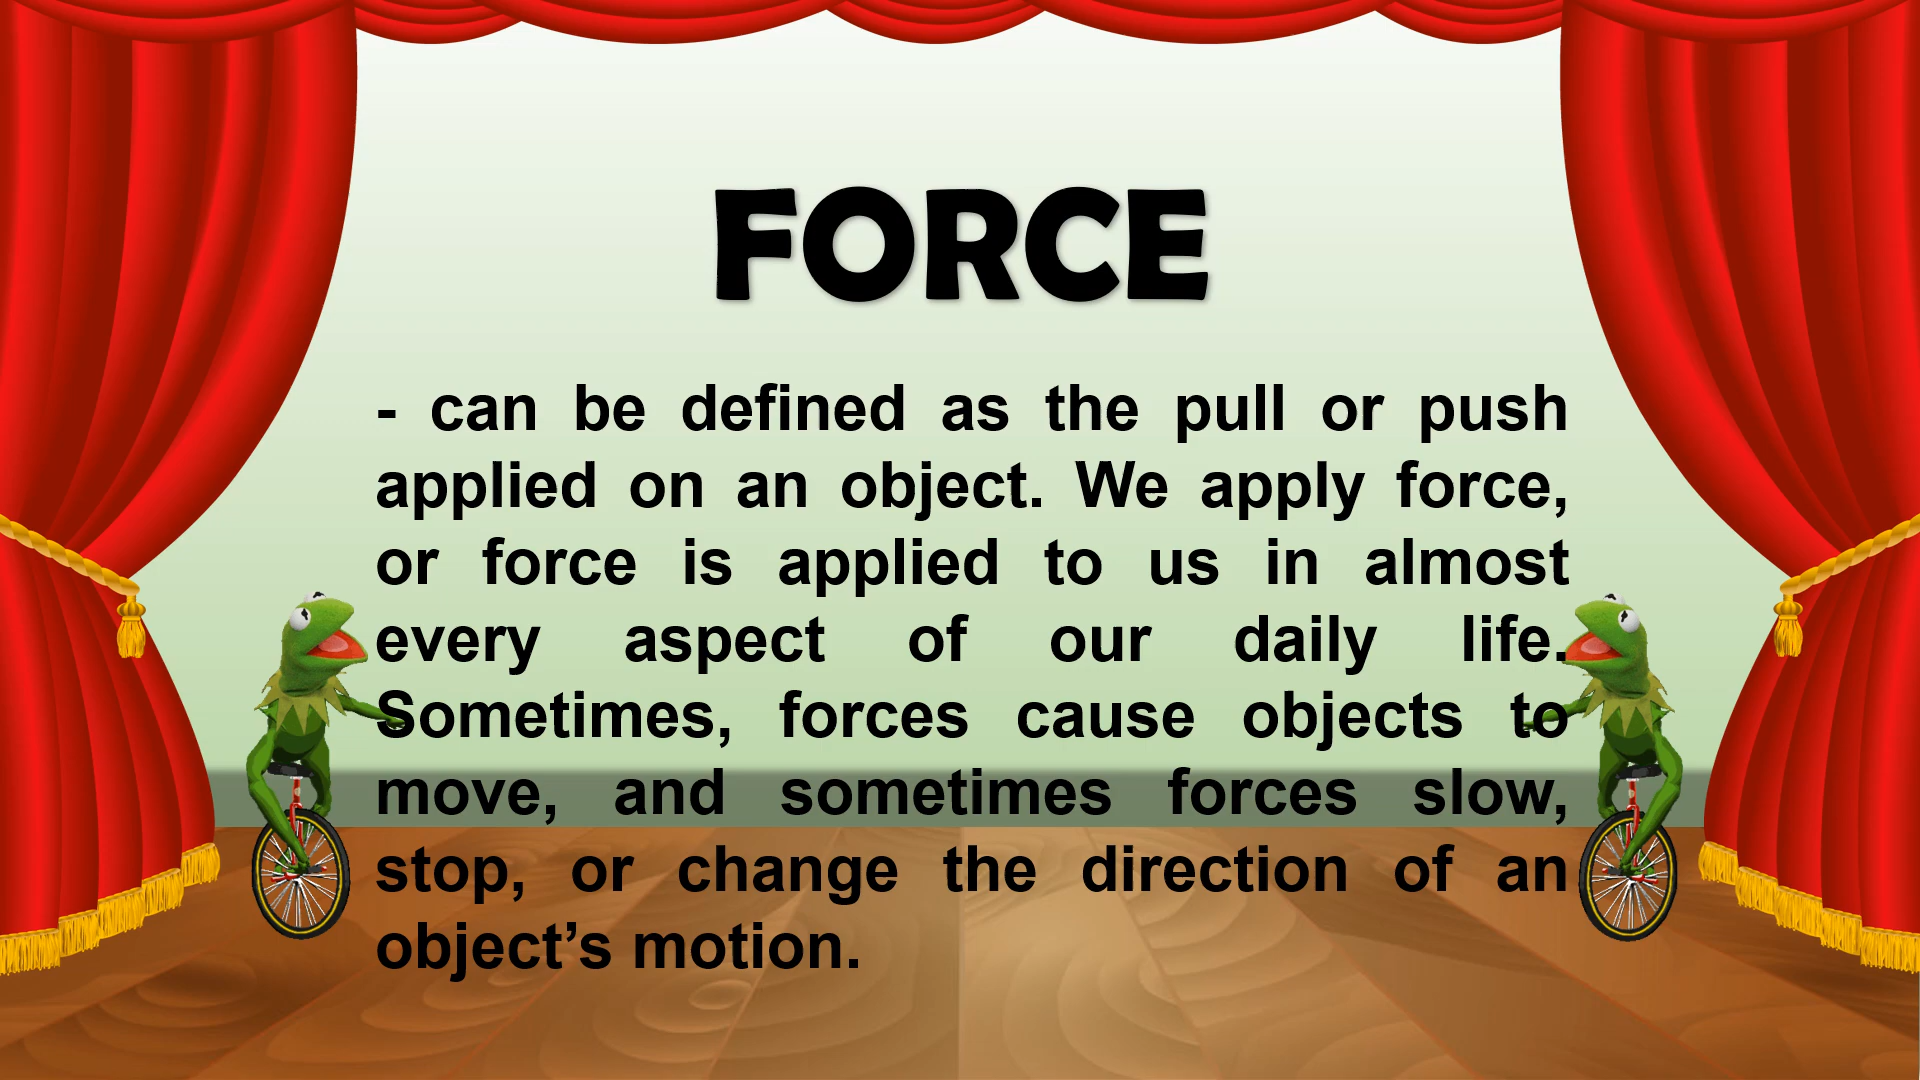 FORCE
- can be defined as the pull or push
applied on an object. We apply force,
or force is applied to us in almost
every aspect of our daily life.
Sometimes, forces cause objects to
move, and sometimes forces slow,
stop, or change the direction of an
object’s motion.